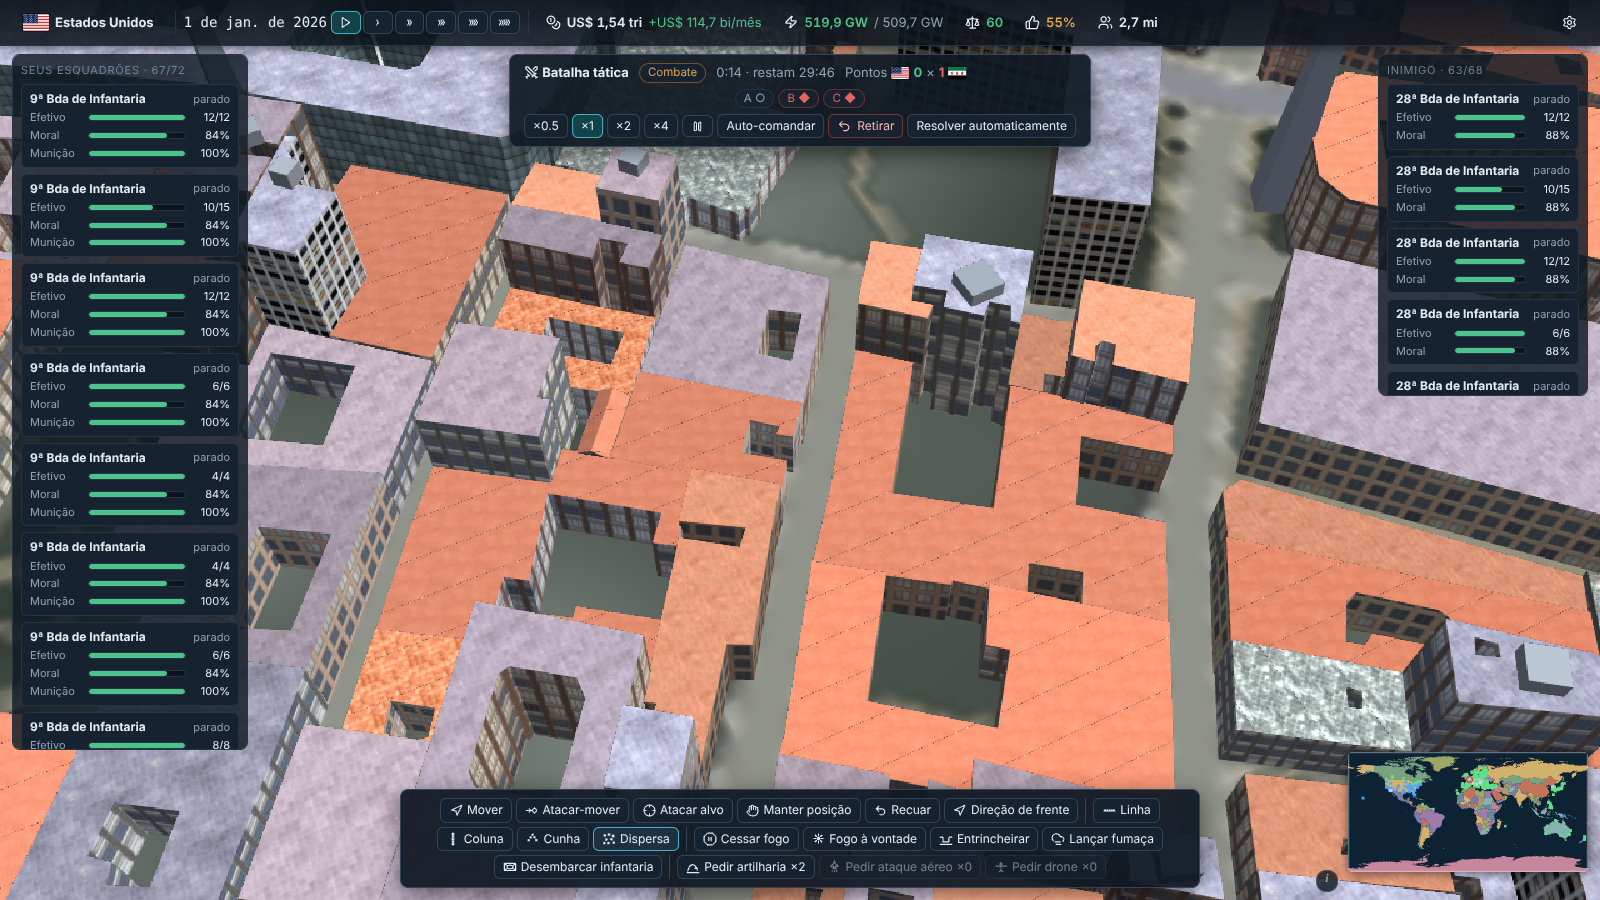 Estados Unidos
1 de jan. de 2026
US$ 1,54 tri +US$ 114,7 bi/mês
519,9 GW / 509,7 GW
60
55%
2,7 mi
SEUS ESQUADRÕES · 67/72
9ª Bda de Infantaria parado
Efetivo 12/12
Moral 84%
Munição 100%
9ª Bda de Infantaria parado
Efetivo 10/15
Moral 84%
Munição 100%
9ª Bda de Infantaria parado
Efetivo 12/12
Moral 84%
Munição 100%
9ª Bda de Infantaria parado
Efetivo 6/6
Moral 84%
Munição 100%
9ª Bda de Infantaria parado
Efetivo 4/4
Moral 84%
Munição 100%
9ª Bda de Infantaria parado
Efetivo 4/4
Moral 84%
Munição 100%
9ª Bda de Infantaria parado
Efetivo 6/6
Moral 84%
Munição 100%
9ª Bda de Infantaria parado
Efetivo 8/8
Batalha tática Combate 0:14 · restam 29:46 Pontos 0 × 1
A B C
×0.5 ×1 ×2 ×4 Auto-comandar Retirar Resolver automaticamente
INIMIGO · 63/68
28ª Bda de Infantaria parado
Efetivo 12/12
Moral 88%
28ª Bda de Infantaria parado
Efetivo 10/15
Moral 88%
28ª Bda de Infantaria parado
Efetivo 12/12
Moral 88%
28ª Bda de Infantaria parado
Efetivo 6/6
Moral 88%
28ª Bda de Infantaria parado
Mover Atacar-mover Atacar alvo Manter posição Recuar Direção de frente Linha
Coluna Cunha Dispersa Cessar fogo Fogo à vontade Entrincheirar Lançar fumaça
Desembarcar infantaria Pedir artilharia ×2 Pedir ataque aéreo ×0 Pedir drone ×0
i